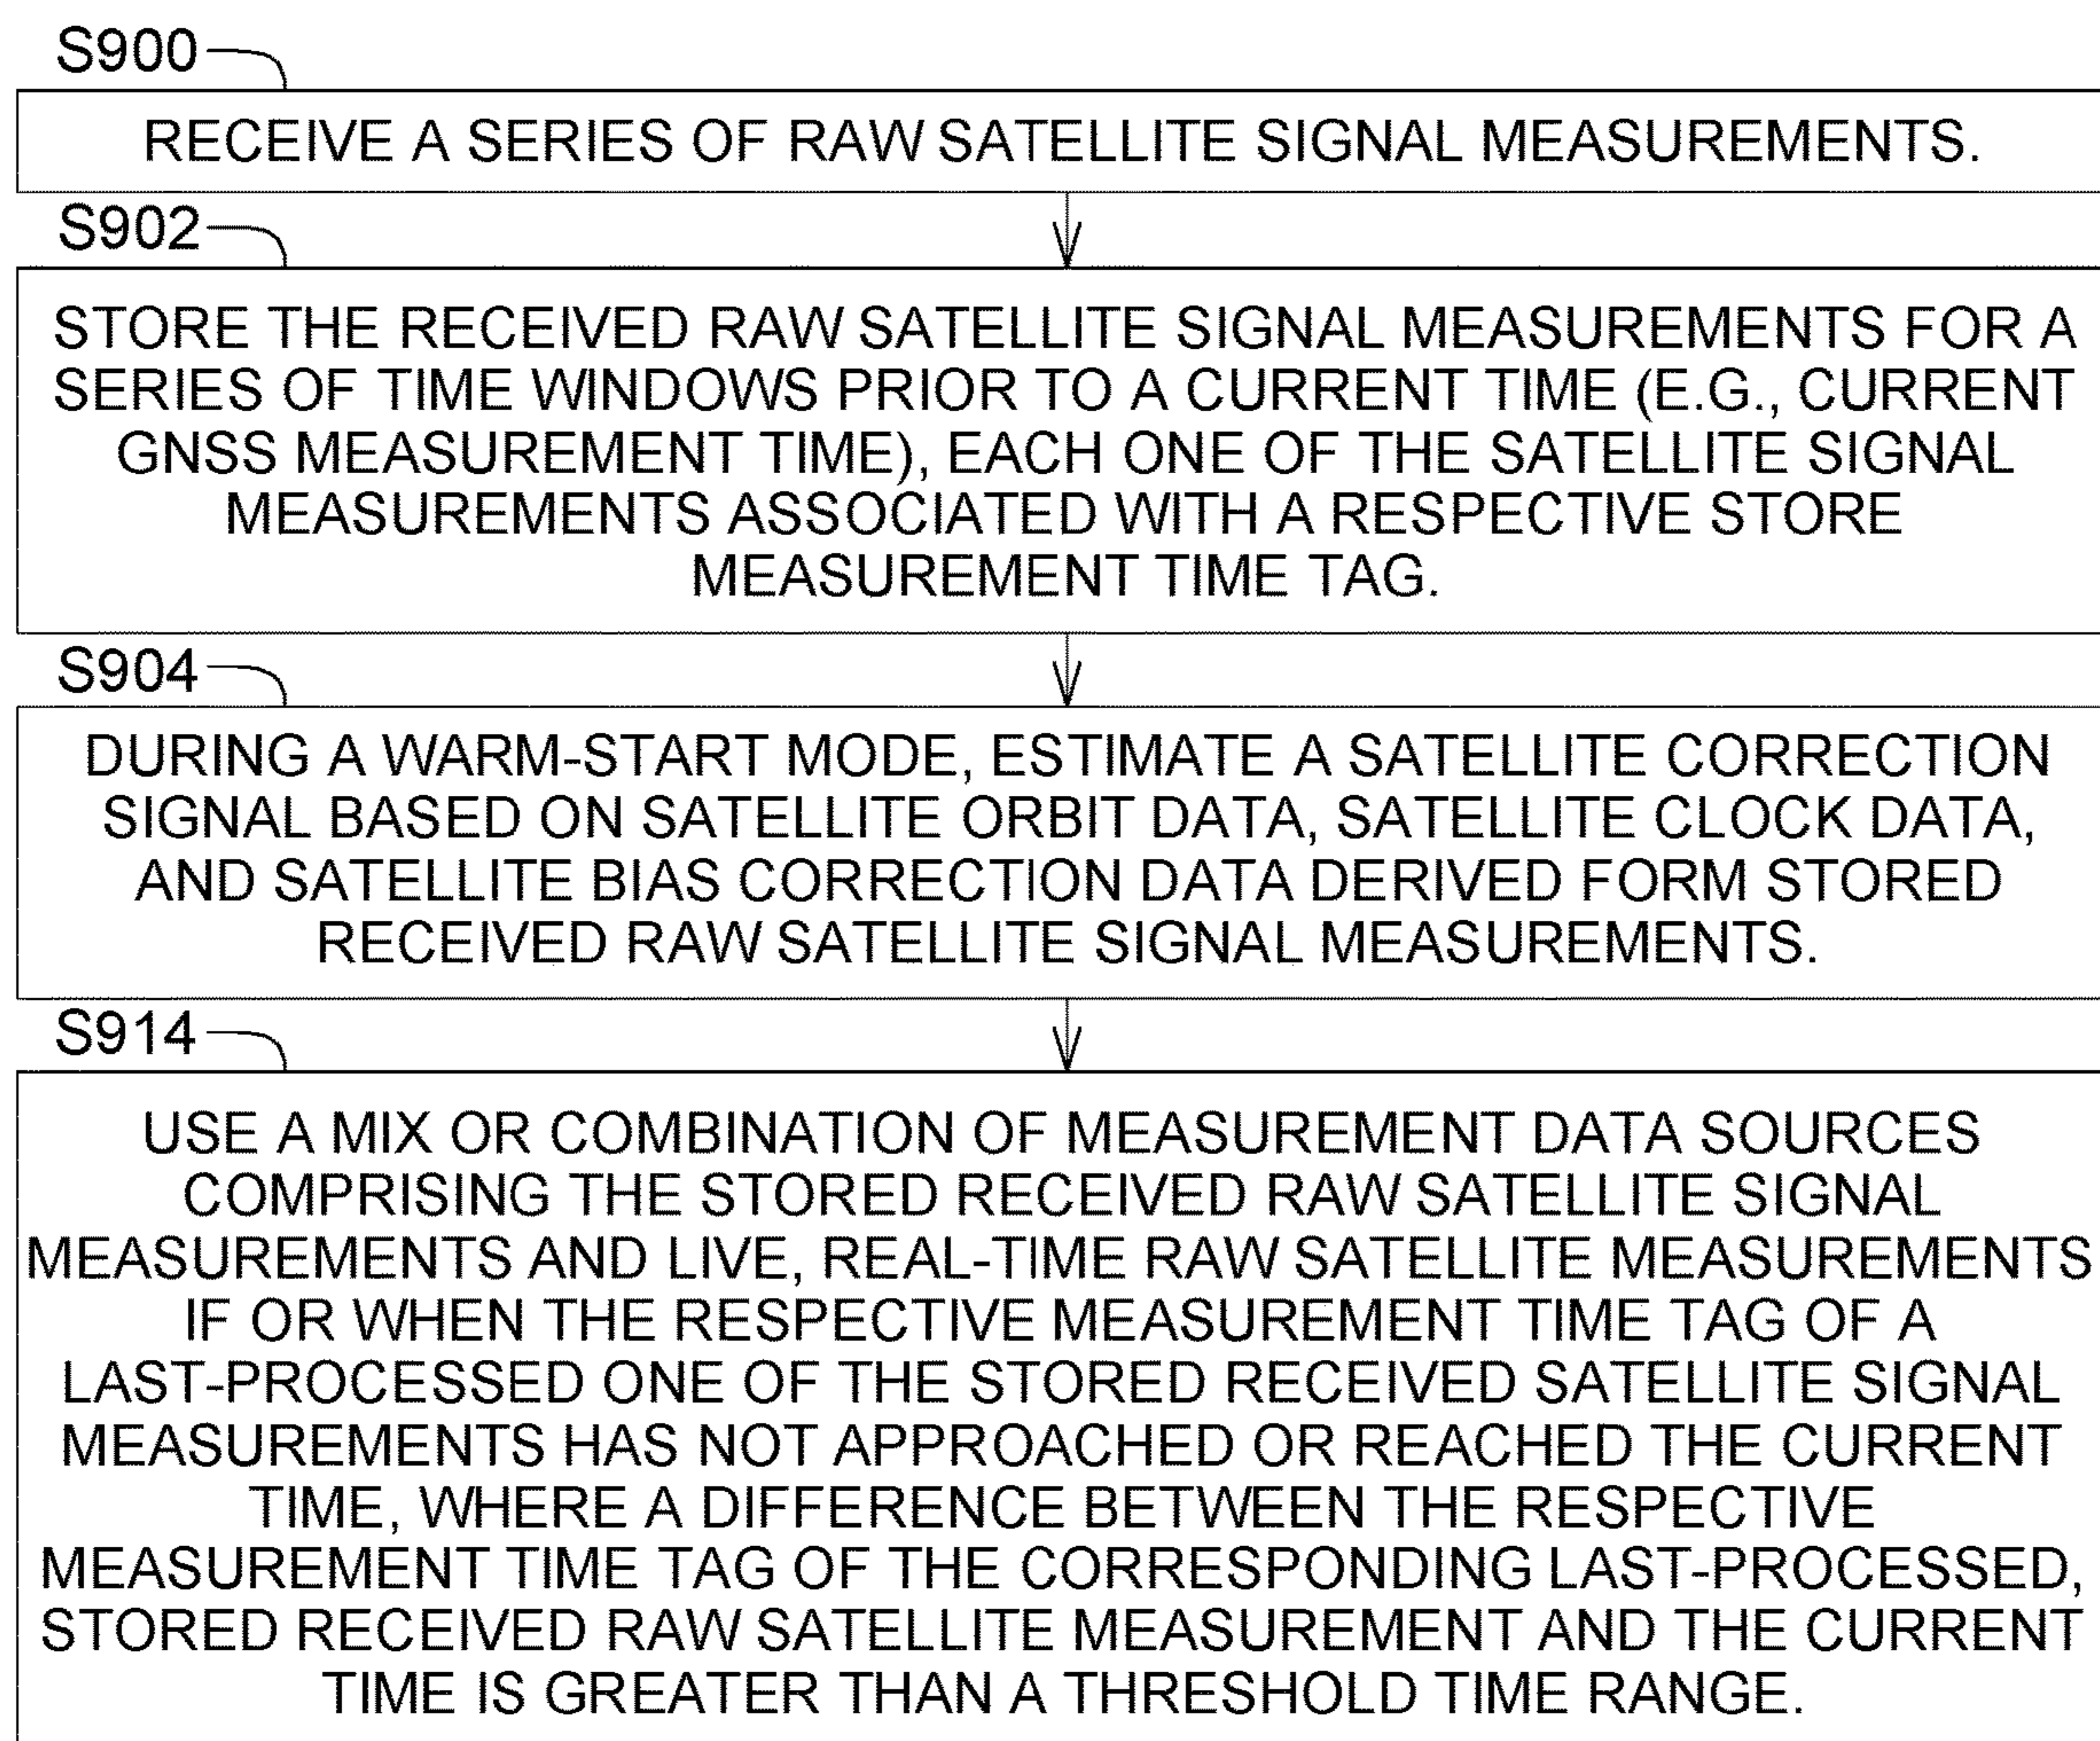 S900
RECEIVE A SERIES OF RAW SATELLITE SIGNAL MEASUREMENTS.
S902
STORE THE RECEIVED RAW SATELLITE SIGNAL MEASUREMENTS FOR A
SERIES OF TIME WINDOWS PRIOR TO A CURRENT TIME (E.G., CURRENT
GNSS MEASUREMENT TIME), EACH ONE OF THE SATELLITE SIGNAL
MEASUREMENTS ASSOCIATED WITH A RESPECTIVE STORE
MEASUREMENT TIME TAG.
S904
DURING A WARM-START MODE, ESTIMATE A SATELLITE CORRECTION
SIGNAL BASED ON SATELLITE ORBIT DATA, SATELLITE CLOCK DATA,
AND SATELLITE BIAS CORRECTION DATA DERIVED FORM STORED
RECEIVED RAW SATELLITE SIGNAL MEASUREMENTS.
S914
USE A MIX OR COMBINATION OF MEASUREMENT DATA SOURCES
COMPRISING THE STORED RECEIVED RAW SATELLITE SIGNAL
MEASUREMENTS AND LIVE, REAL-TIME RAW SATELLITE MEASUREMENTS
IF OR WHEN THE RESPECTIVE MEASUREMENT TIME TAG OF A
LAST-PROCESSED ONE OF THE STORED RECEIVED SATELLITE SIGNAL
MEASUREMENTS HAS NOT APPROACHED OR REACHED THE CURRENT
TIME, WHERE A DIFFERENCE BETWEEN THE RESPECTIVE
MEASUREMENT TIME TAG OF THE CORRESPONDING LAST-PROCESSED,
STORED RECEIVED RAW SATELLITE MEASUREMENT AND THE CURRENT
TIME IS GREATER THAN A THRESHOLD TIME RANGE.